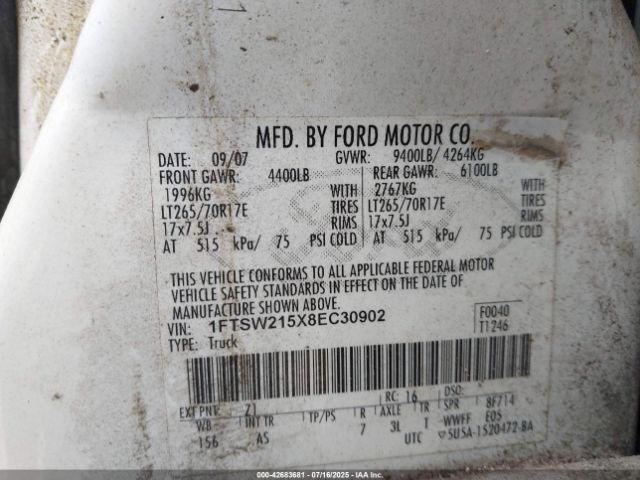 MFD. BY FORD MOTOR CO.
DATE: 09/07 GVWR: 9400LB/ 4264KG
FRONT GAWR: 4400LB REAR GAWR: 6100LB
1996KG WITH 2767KG WITH
LT265/70R17E TIRES LT265/70R17E TIRES
17x7.5J RIMS 17x7.5J RIMS
AT 515 kPa/ 75 PSI COLD AT 515 kPa/ 75 PSI COLD
THIS VEHICLE CONFORMS TO ALL APPLICABLE FEDERAL MOTOR
VEHICLE SAFETY STANDARDS IN EFFECT ON THE DATE OF
MANUFACTURE SHOWN ABOVE.
VIN: 1FTSW215X8EC30902 F0040
TYPE: Truck T1246
EXT PNT: Z1 RC: 16 DSO:
WB INT TR TP/PS R AXLE TR SPR 8F714
156 AS 7 3L T WWFF E05
UTC 5U5A-1520472-BA
(Stock#: 42683681 - 07/16/2025) - IAA Inc.